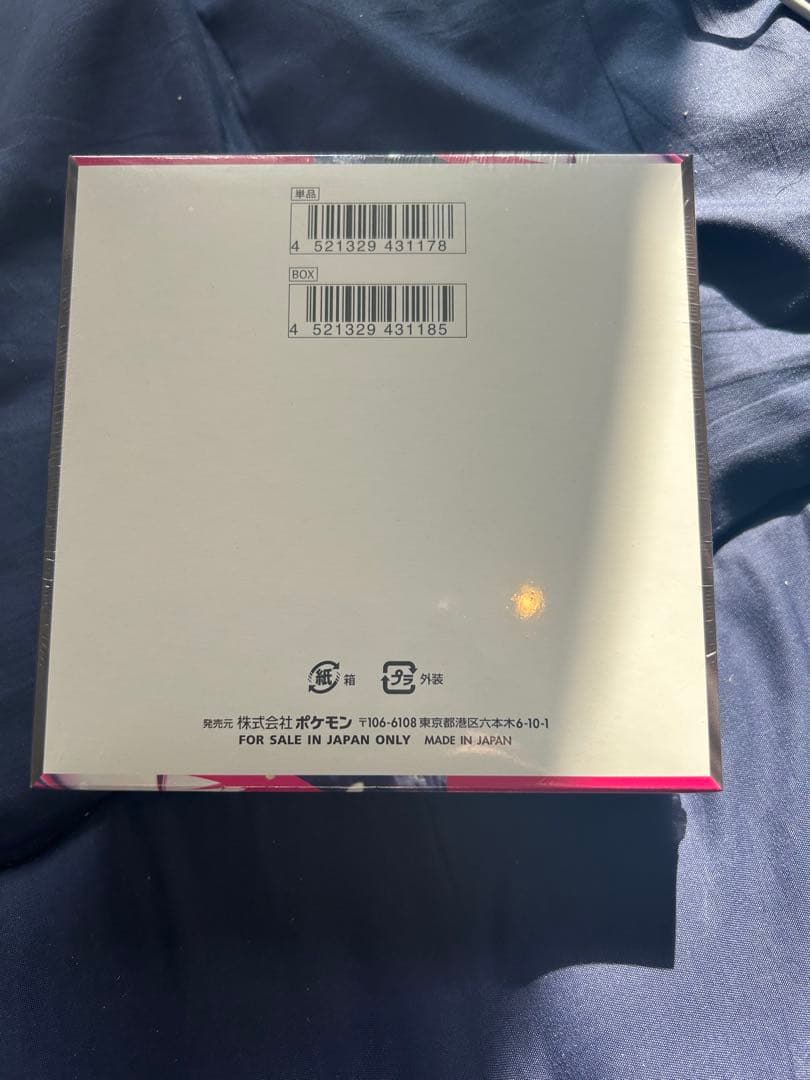 単品
4 521329 431178
BOX
4 521329 431185
紙 箱 プラ 外装
発売元 株式会社 ポケモン 〒106-6108 東京都港区六本木6-10-1
FOR SALE IN JAPAN ONLY MADE IN JAPAN